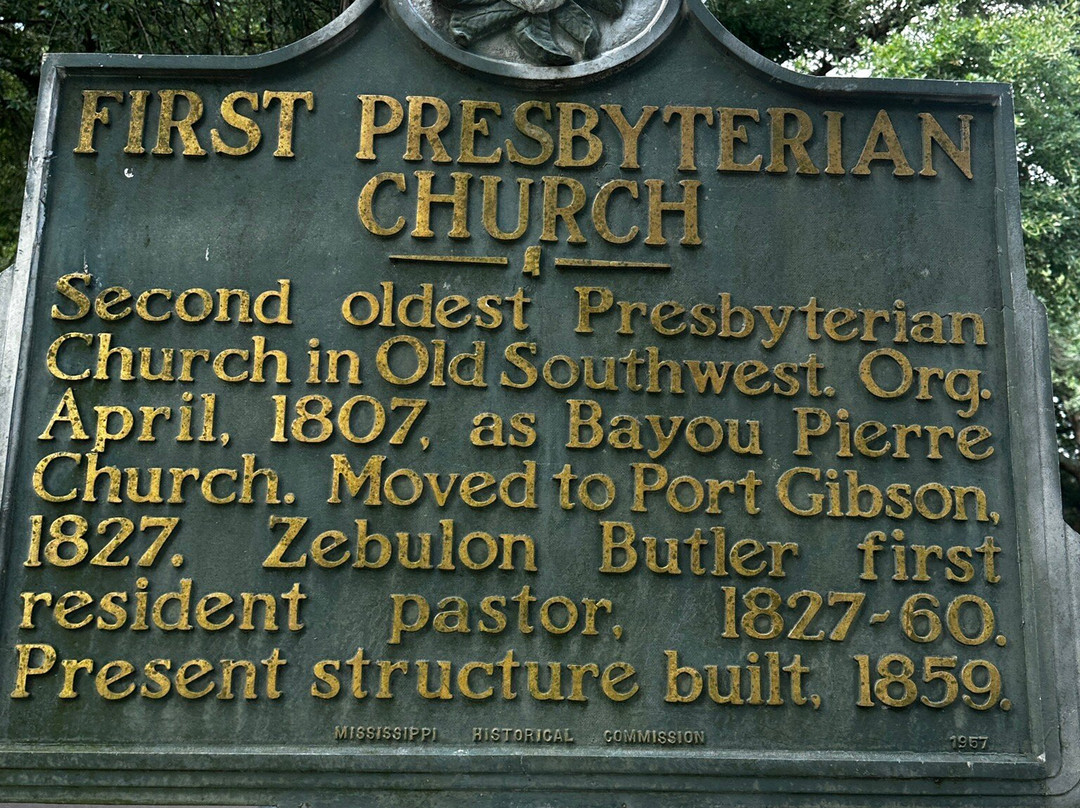 FIRST PRESBYTERIAN
CHURCH
Second oldest Presbyterian
Church in Old Southwest. Org.
April, 1807, as Bayou Pierre
Church. Moved to Port Gibson,
1827. Zebulon Butler first
resident pastor, 1827-60.
Present structure built, 1859.
MISSISSIPPI HISTORICAL COMMISSION 1957